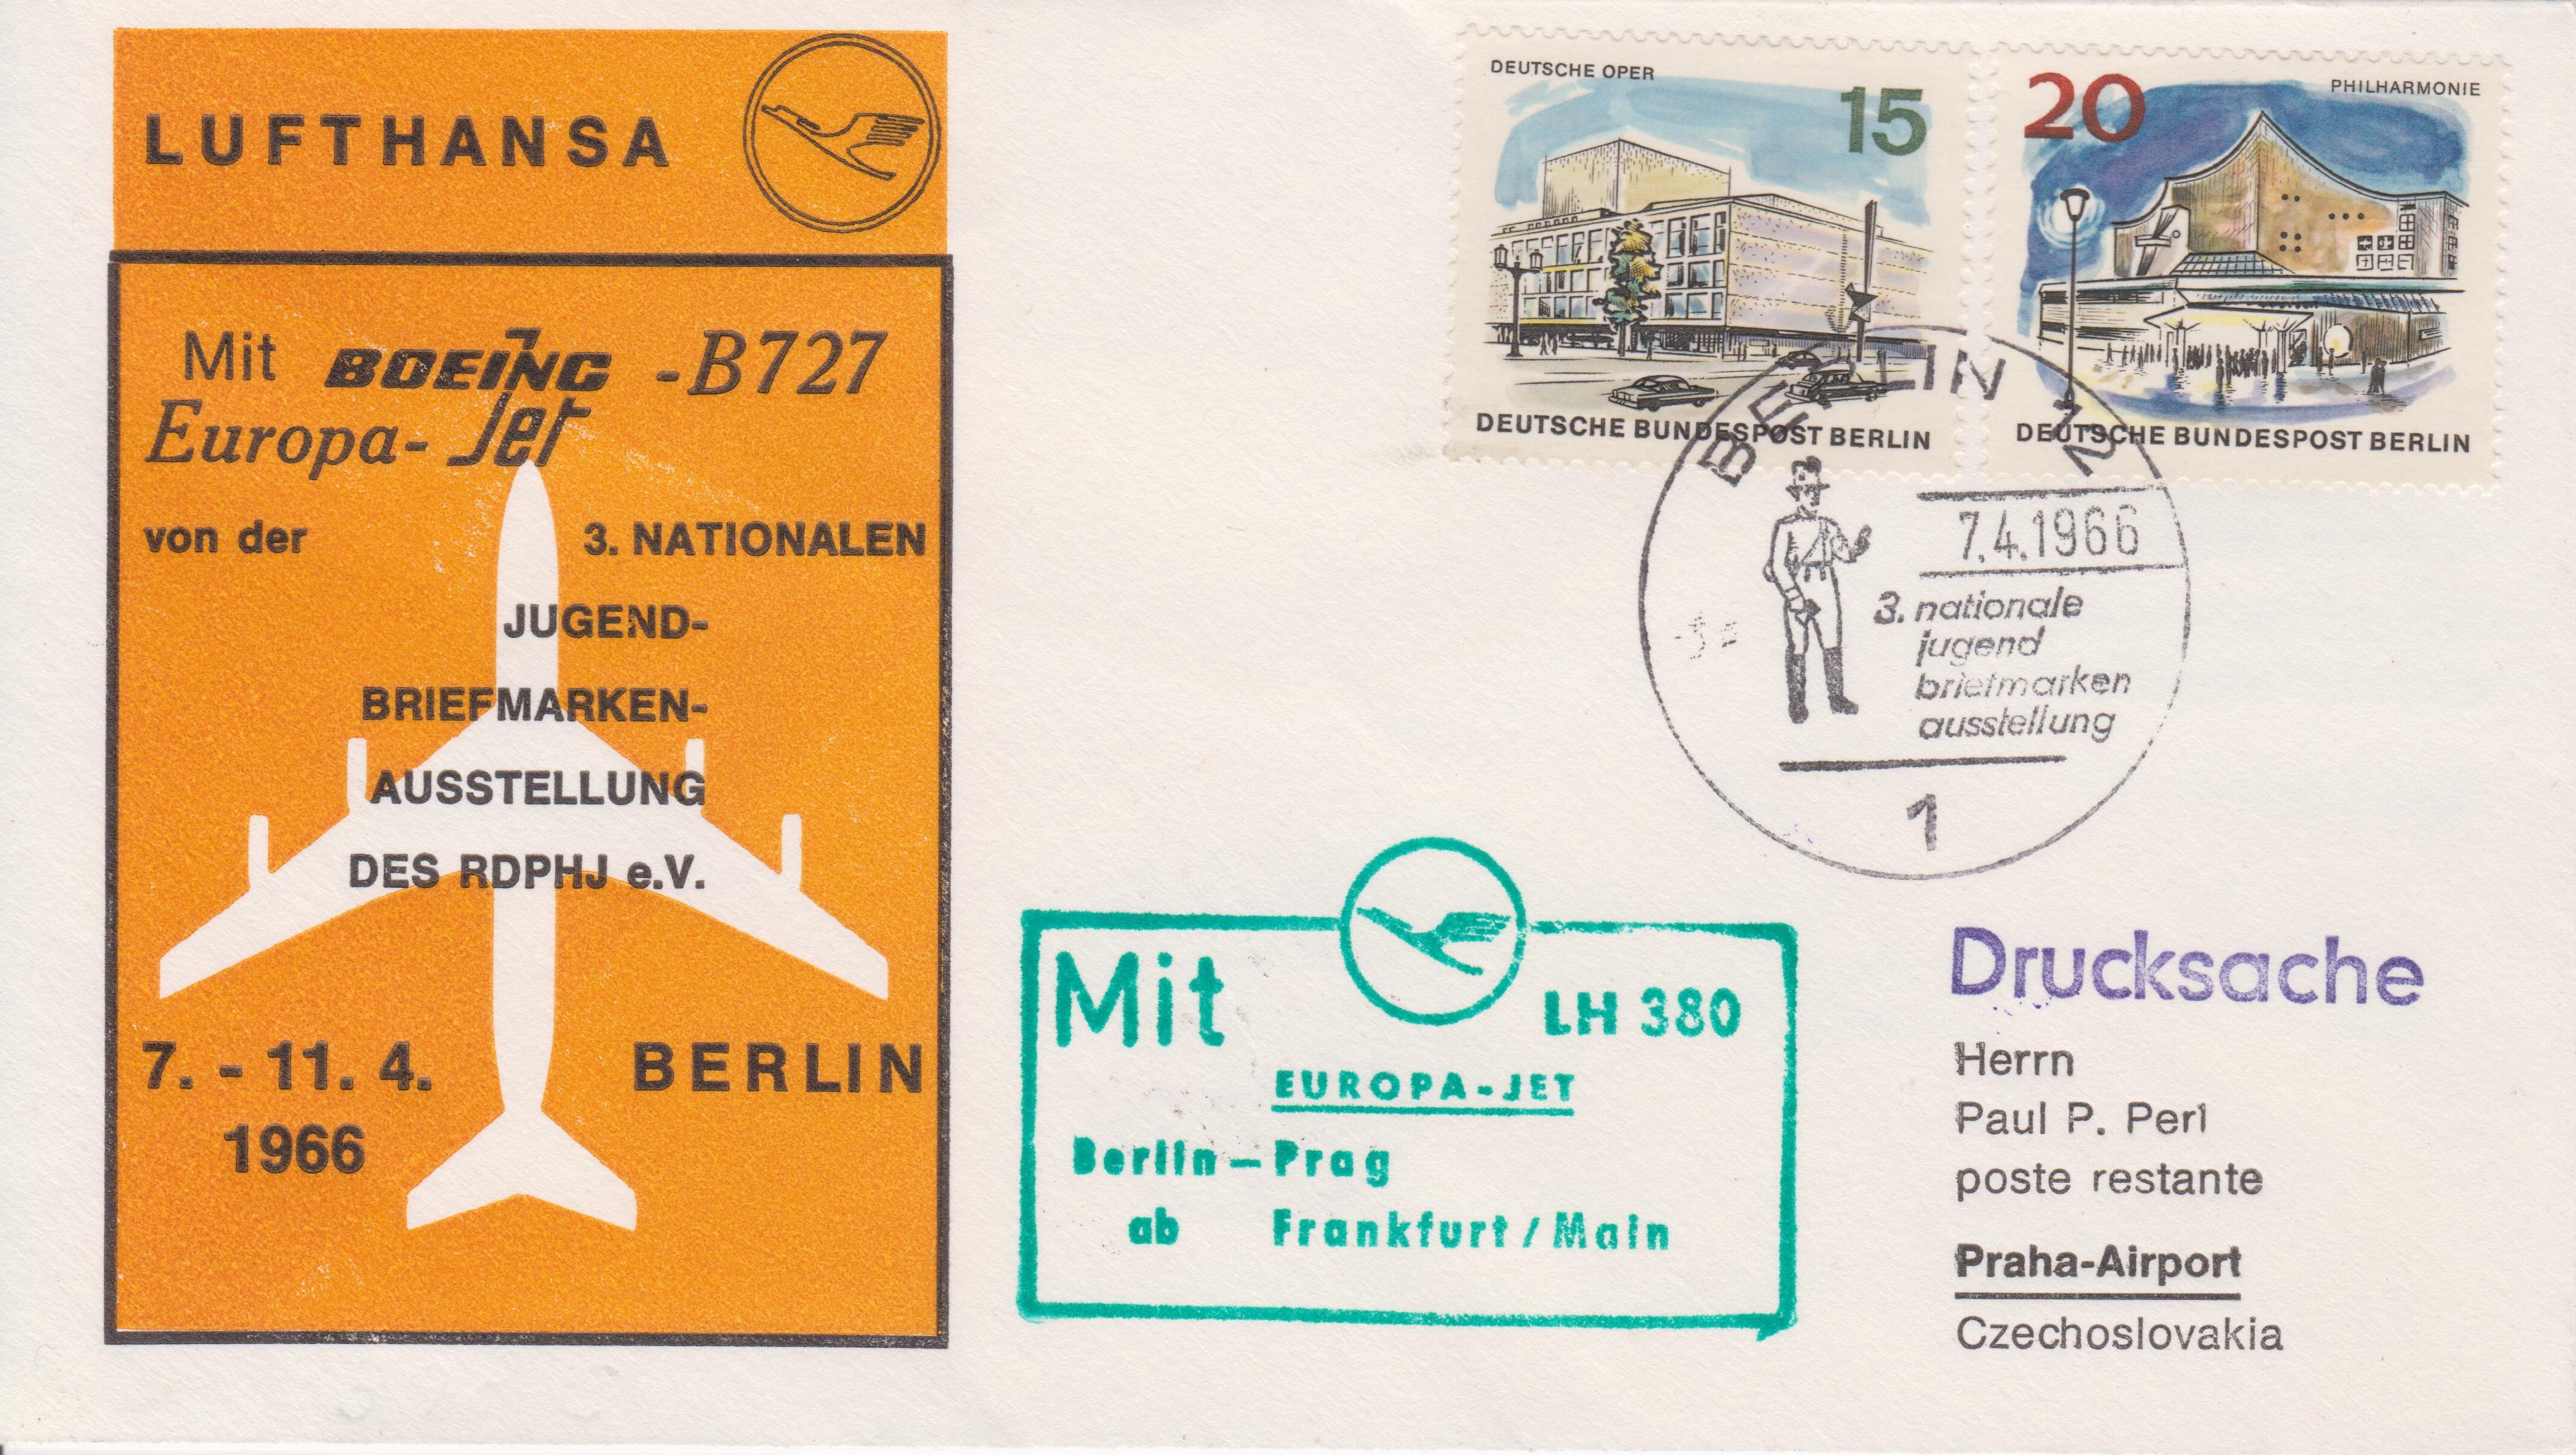 LUFTHANSA
Mit BOEING -B727
Europa-Jet
von der 3. NATIONALEN
JUGEND-
BRIEFMARKEN-
AUSSTELLUNG
DES RDPHJ e.V.
7. - 11. 4. BERLIN
1966
DEUTSCHE OPER
15
DEUTSCHE BUNDESPOST BERLIN
20
PHILHARMONIE
DEUTSCHE BUNDESPOST BERLIN
BERLIN 12
7.4.1966
3. nationale
jugend
briefmarken
ausstellung
1
Mit LH 380
EUROPA-JET
Berlin – Prag
ab Frankfurt / Main
Drucksache
Herrn
Paul P. Perl
poste restante
Praha-Airport
Czechoslovakia